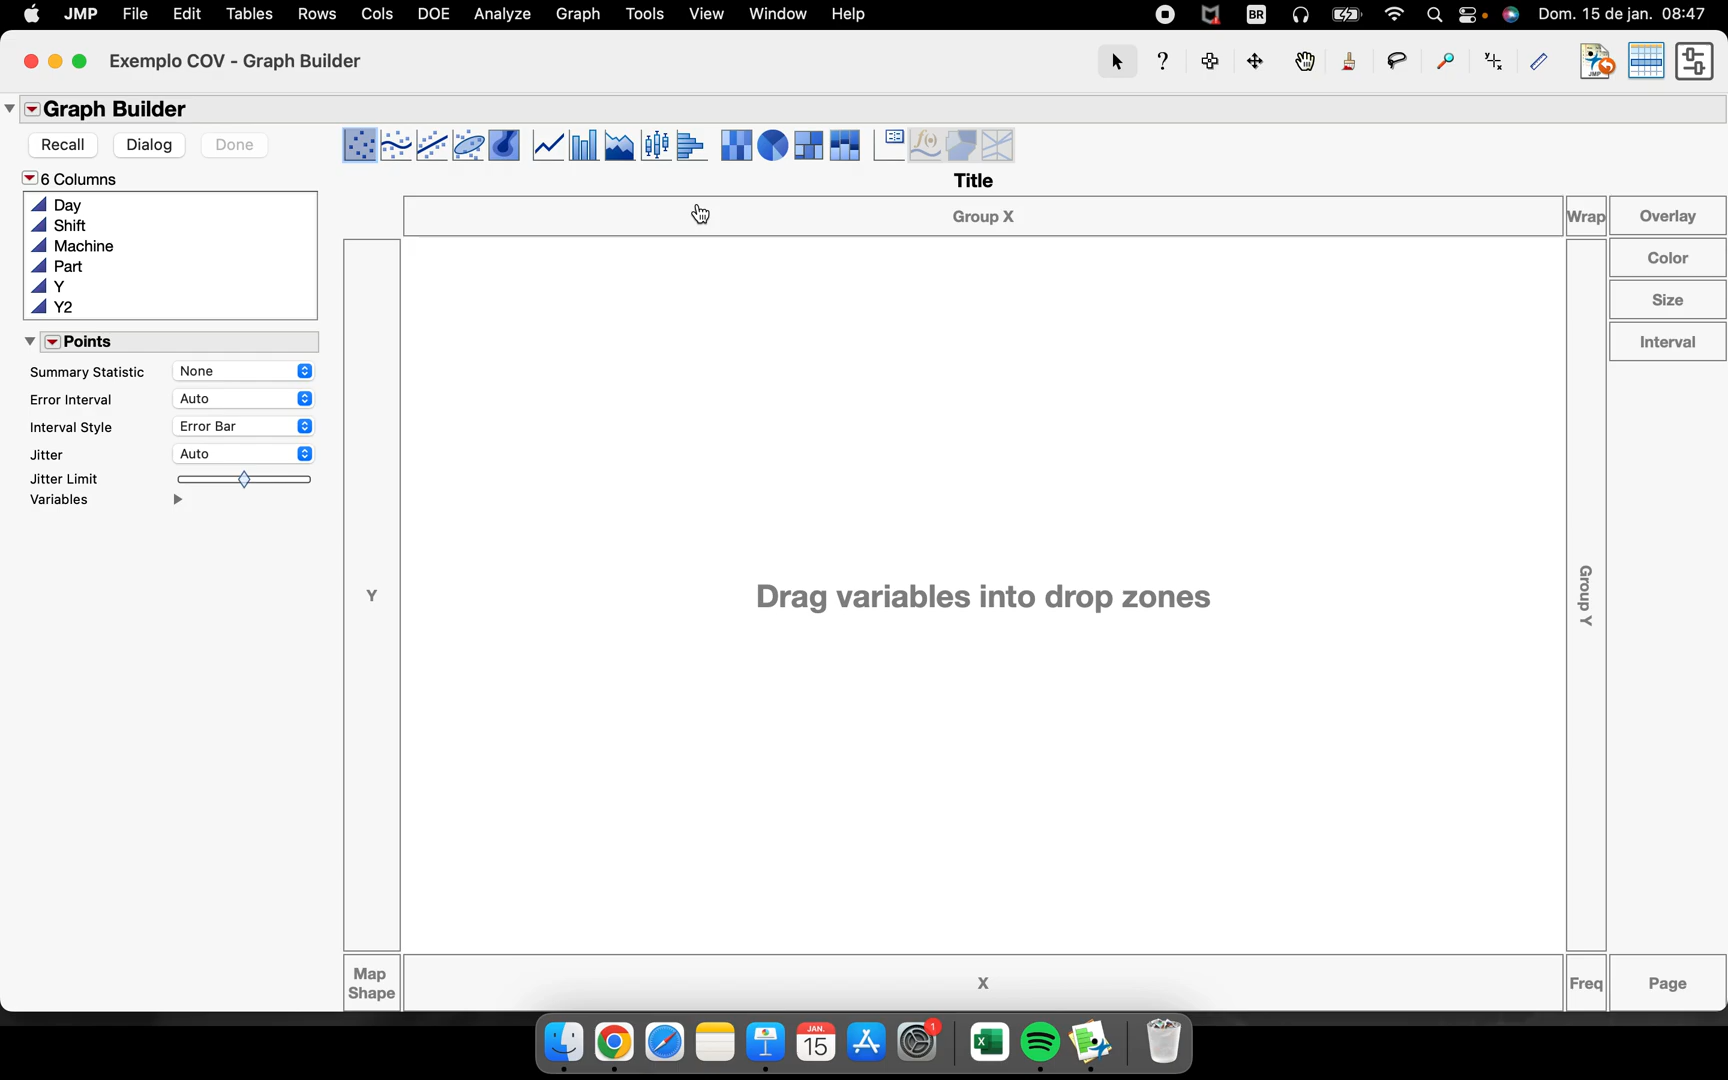 JMP File Edit Tables Rows Cols DOE Analyze Graph Tools View Window Help BR Dom. 15 de jan. 08:47
Exemplo COV - Graph Builder
Graph Builder
Recall Dialog Done
6 Columns
Day
Shift
Machine
Part
Y
Y2
Points
Summary Statistic None
Error Interval Auto
Interval Style Error Bar
Jitter Auto
Jitter Limit
Variables
Title
Group X
Wrap
Overlay
Color
Size
Interval
Y
Drag variables into drop zones
Group Y
Map
Shape
X
Freq
Page
JAN.
15
1